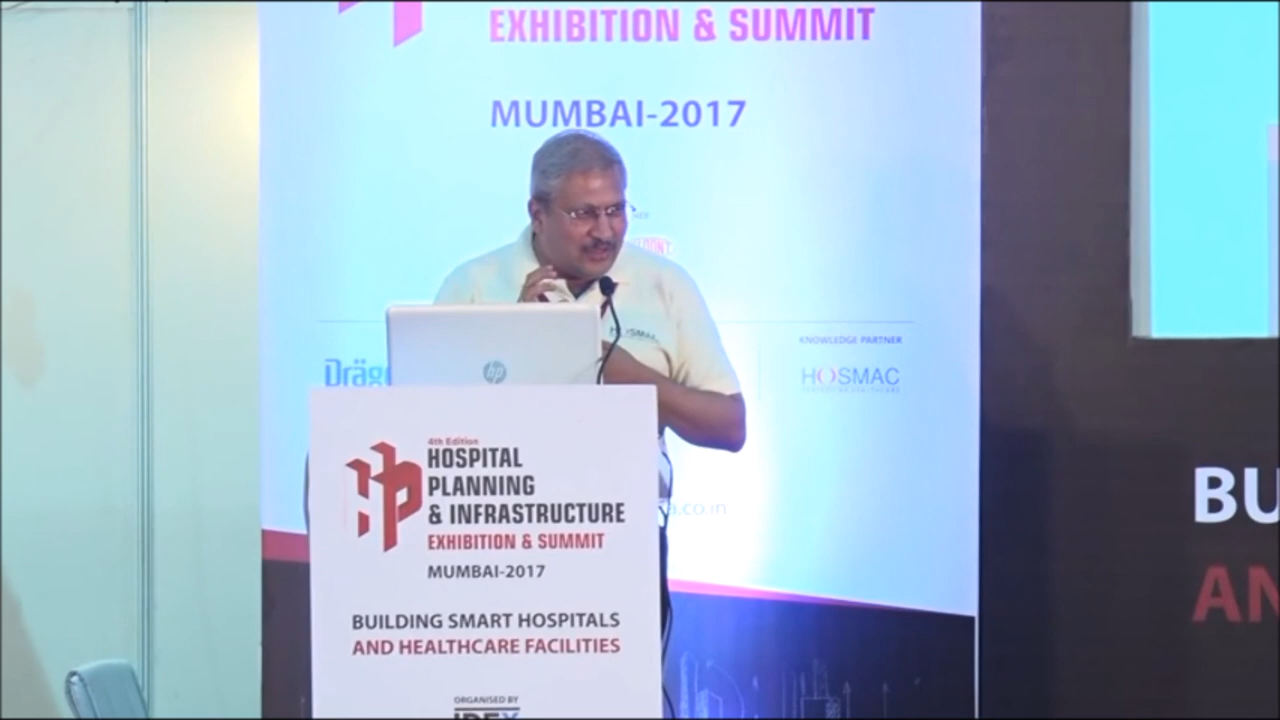 EXHIBITION & SUMMIT
MUMBAI-2017
KNOWLEDGE PARTNER
HOSMAC
hp
4th Edition
HOSPITAL
PLANNING
& INFRASTRUCTURE
EXHIBITION & SUMMIT
MUMBAI-2017
BUILDING SMART HOSPITALS
AND HEALTHCARE FACILITIES
ORGANISED BY
BU
AN